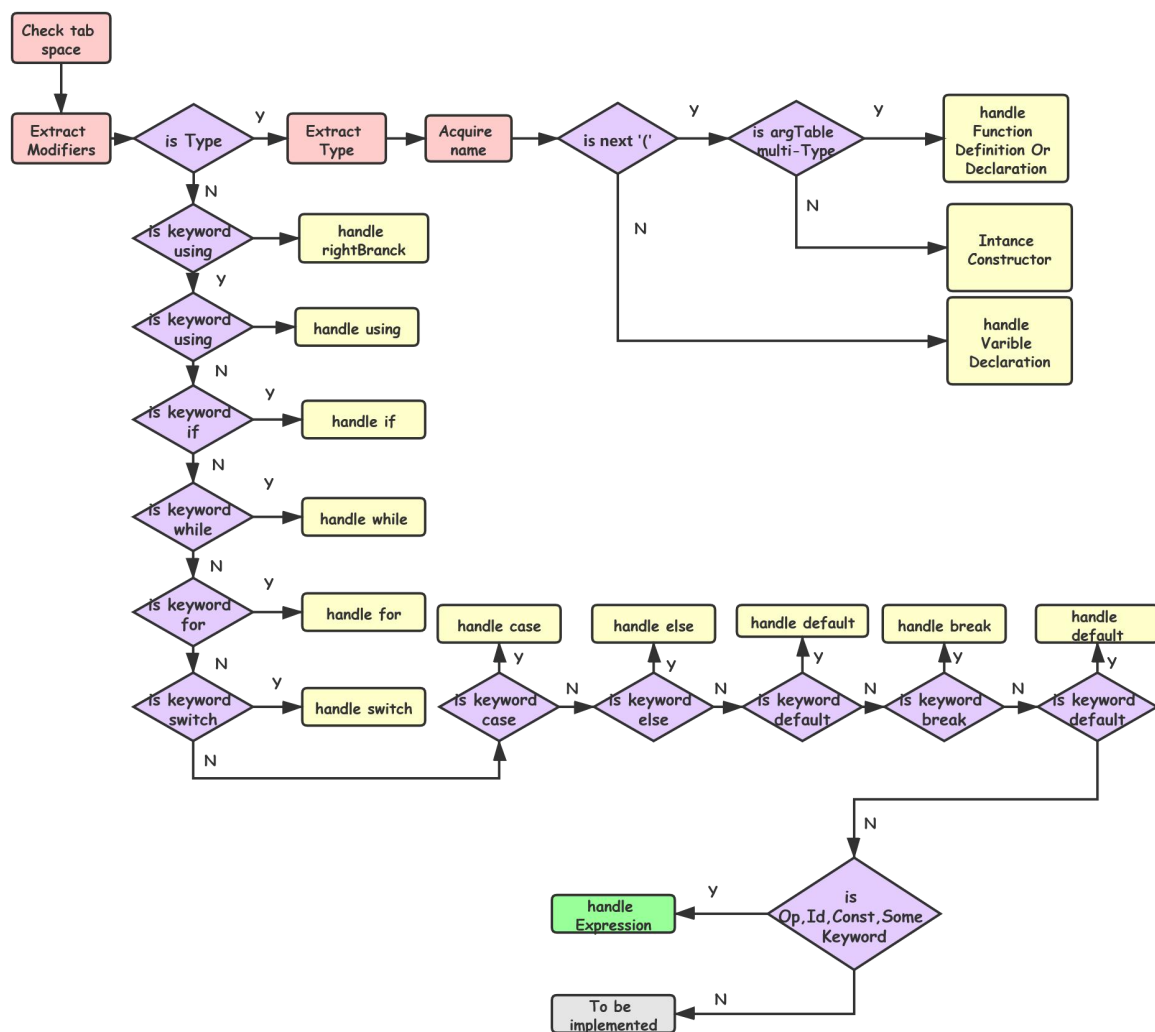 Check tab
space
Extract
Modifiers
is Type
Y
Extract
Type
Acquire
name
is next '('
Y
is argTable
multi-Type
Y
handle
Function
Definition Or
Declaration
N
N
N
is keyword
using
handle
rightBranck
Intance
Constructor
Y
is keyword
using
handle using
handle
Varible
Declaration
N
is keyword
if
Y
handle if
N
is keyword
while
Y
handle while
N
is keyword
for
Y
handle for
N
is keyword
switch
Y
handle switch
N
handle case
Y
is keyword
case
N
handle else
Y
is keyword
else
N
handle default
Y
is keyword
default
N
handle break
Y
is keyword
break
N
handle
default
Y
is keyword
default
N
is
Op,Id,Const,Some
Keyword
Y
handle
Expression
N
To be
implemented